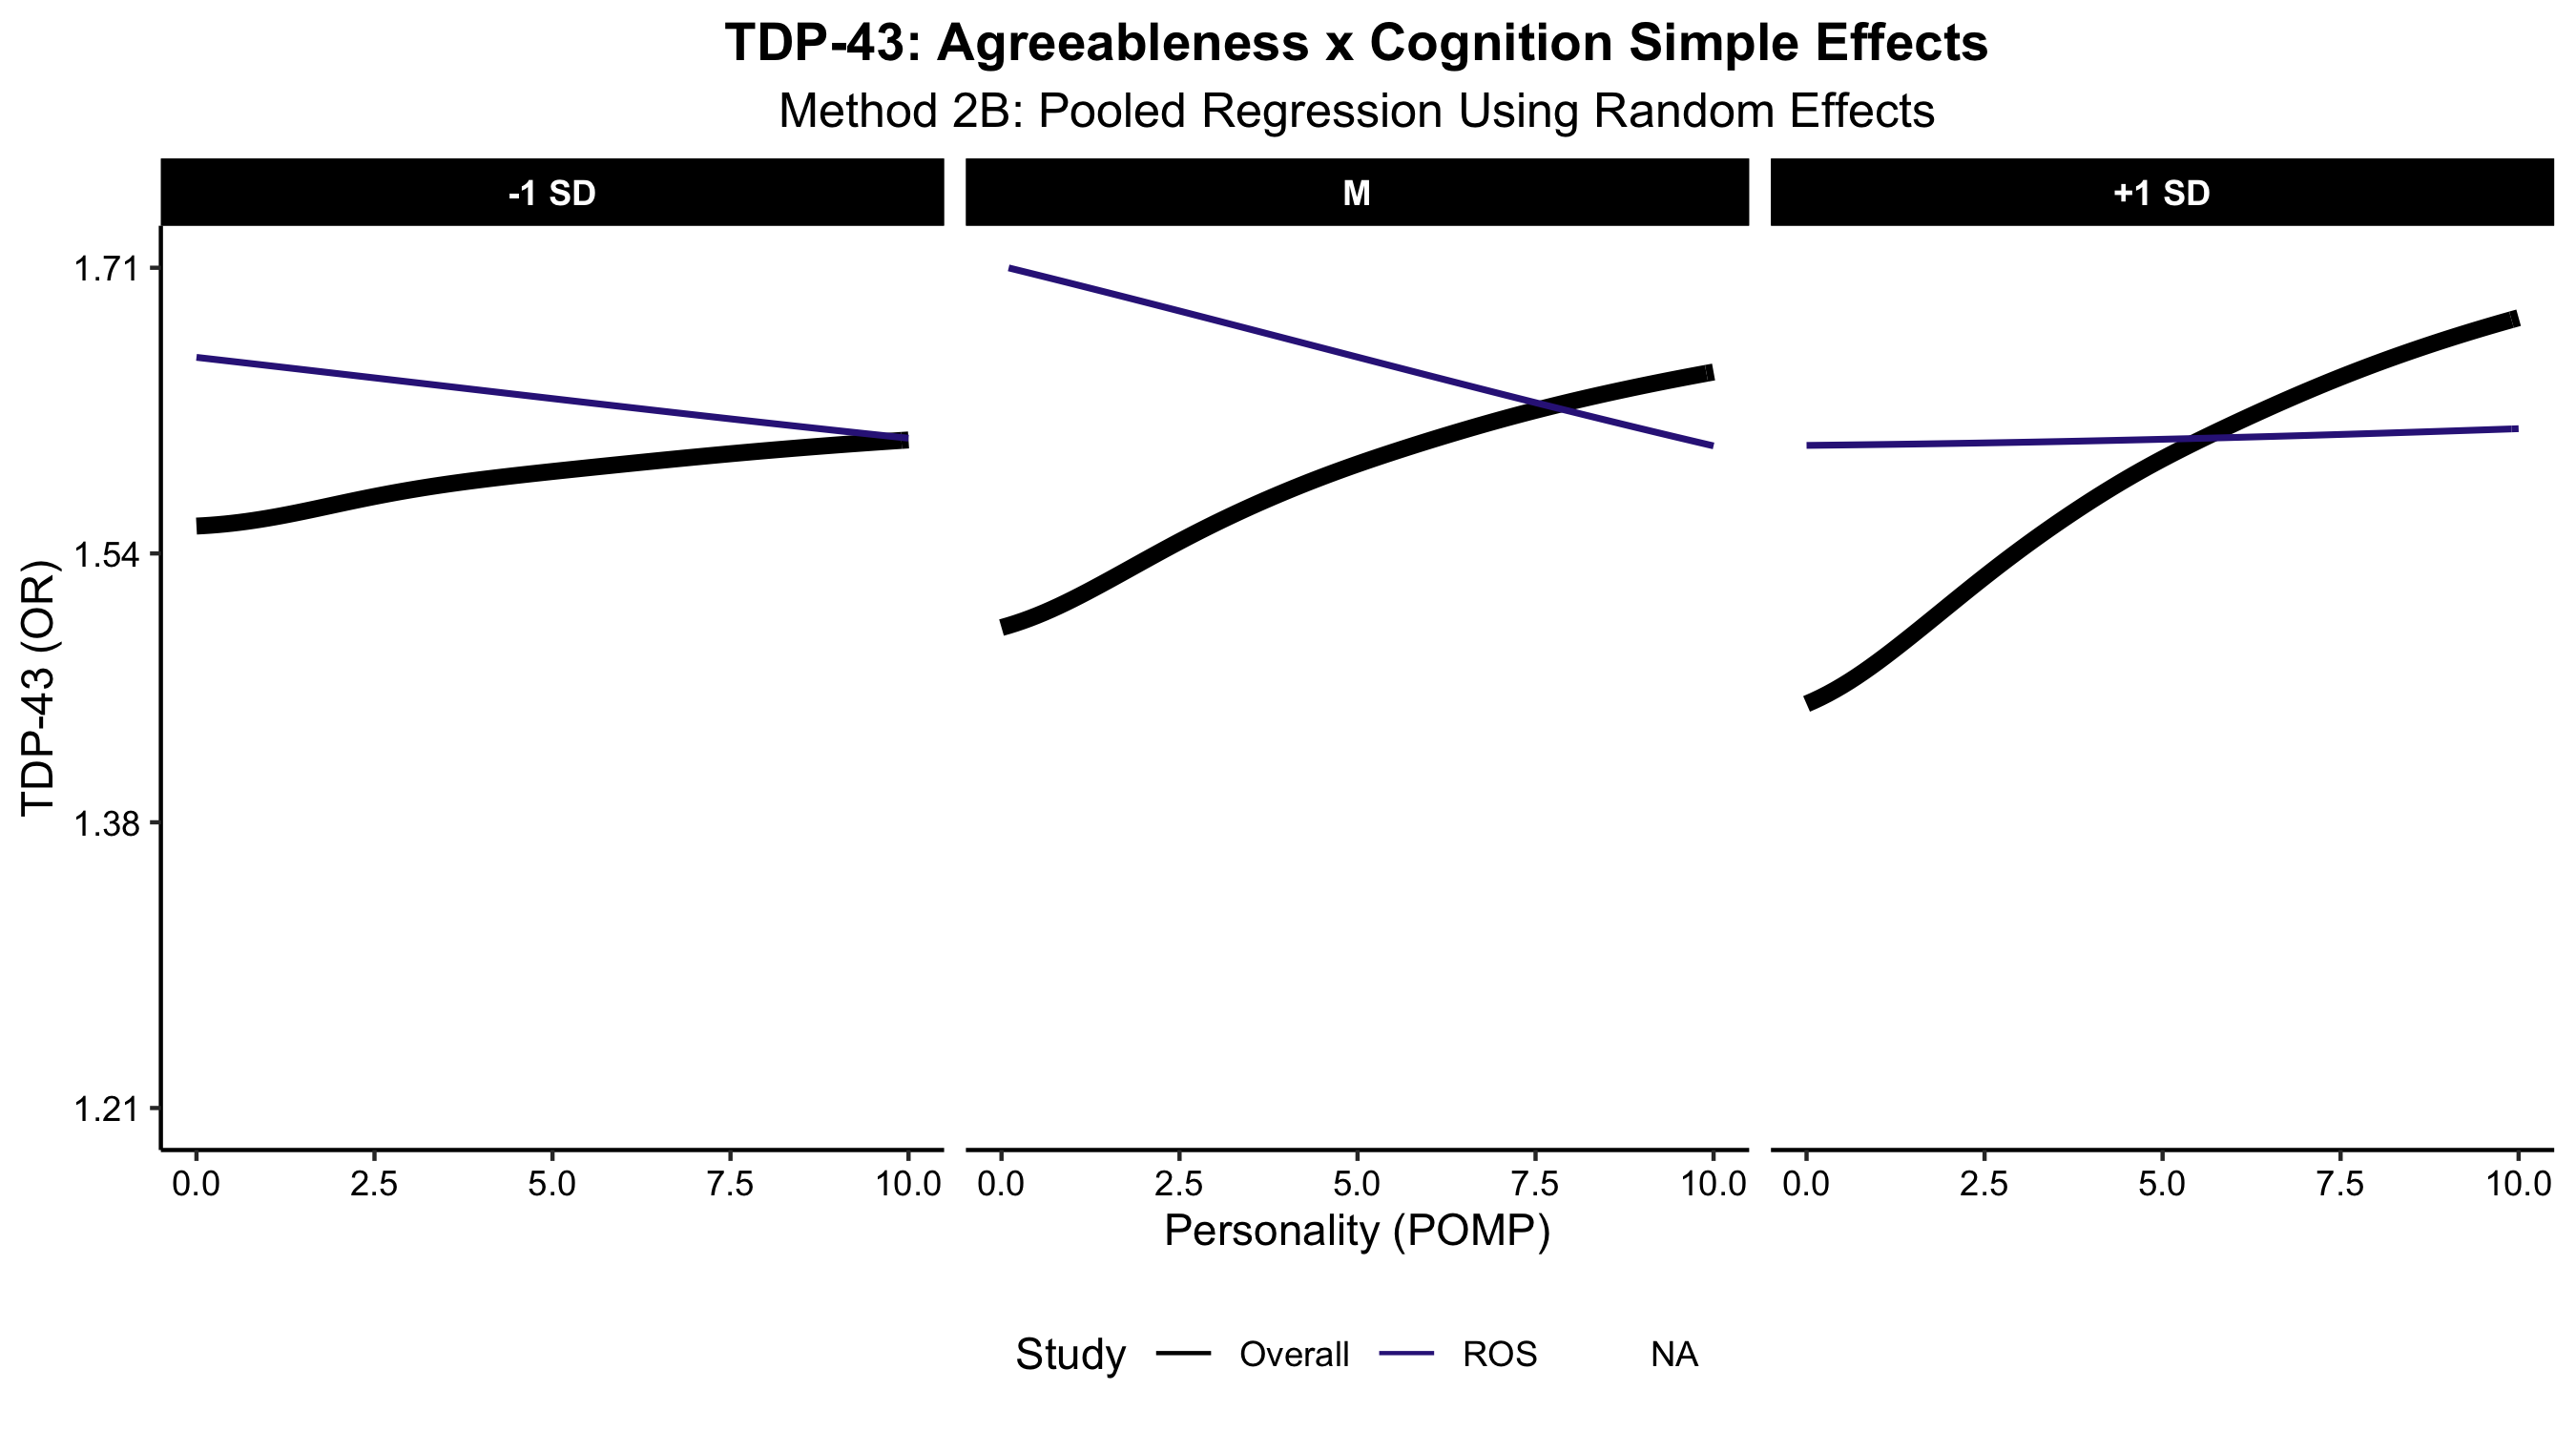 TDP-43: Agreeableness x Cognition Simple Effects
Method 2B: Pooled Regression Using Random Effects
-1 SD M +1 SD
1.71
1.54
1.38
1.21
TDP-43 (OR)
0.0 2.5 5.0 7.5 10.0 0.0 2.5 5.0 7.5 10.0 0.0 2.5 5.0 7.5 10.0
Personality (POMP)
Study Overall ROS NA